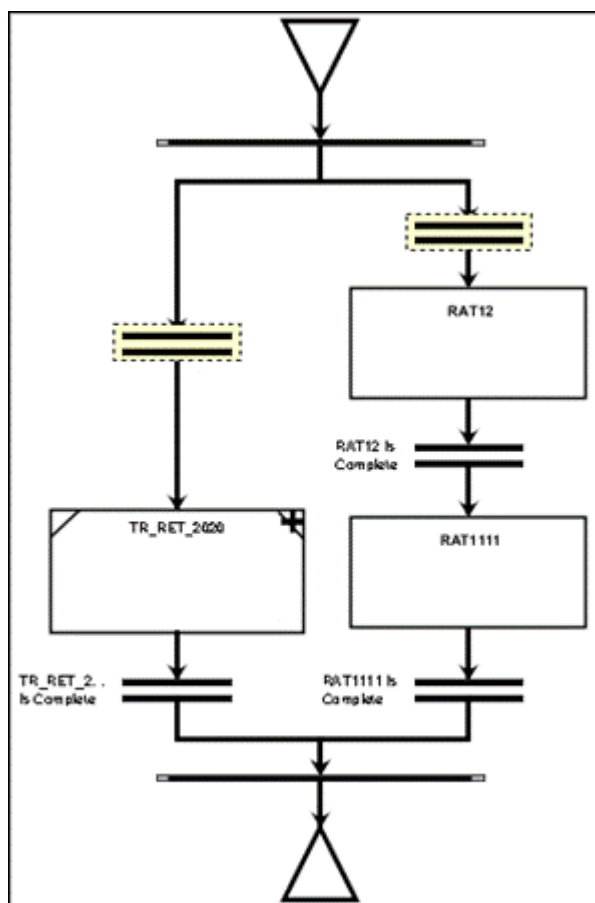 RAT12
RAT12 Is
Complete
TR_RET_2020
RAT1111
TR_RET_2...
Is Complete
RAT1111 Is
Complete